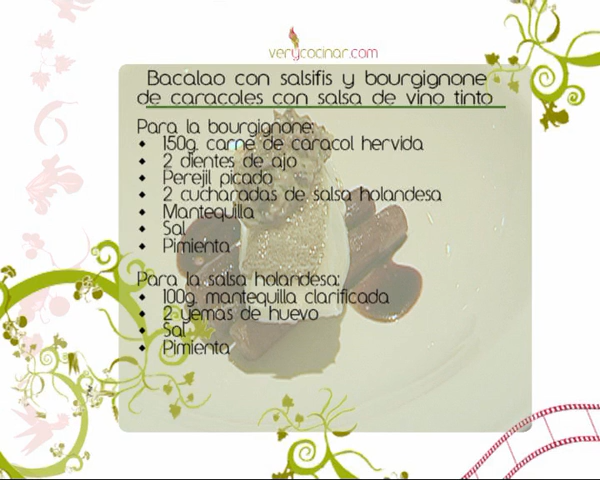 verycocinar.com
Bacalao con salsifis y bourgignone
de caracoles con salsa de vino tinto
Para la bourgignone:
• 150g. carne de caracol hervida
• 2 dientes de ajo
• Perejil picado
• 2 cucharadas de salsa holandesa
• Mantequilla
• Sal
• Pimienta
Para la salsa holandesa:
• 100g. mantequilla clarificada
• 2 yemas de huevo
• Sal
• Pimienta